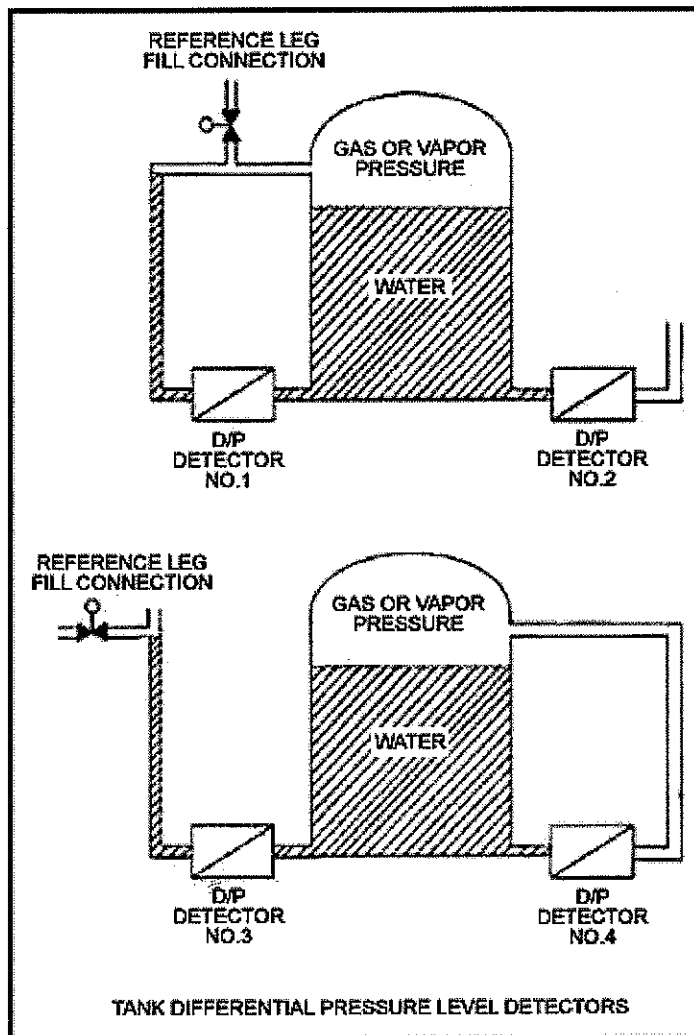 REFERENCE LEG
FILL CONNECTION
GAS OR VAPOR
PRESSURE
WATER
D/P
DETECTOR
NO.1
D/P
DETECTOR
NO.2
REFERENCE LEG
FILL CONNECTION
GAS OR VAPOR
PRESSURE
WATER
D/P
DETECTOR
NO.3
D/P
DETECTOR
NO.4
TANK DIFFERENTIAL PRESSURE LEVEL DETECTORS